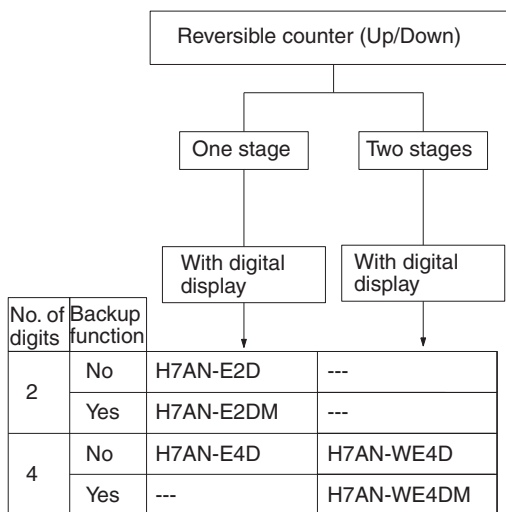 Reversible counter (Up/Down)
One stage
Two stages
With digital
display
With digital
display
No. of
digits
Backup
function
2
No
H7AN-E2D
---
Yes
H7AN-E2DM
---
4
No
H7AN-E4D
H7AN-WE4D
Yes
---
H7AN-WE4DM